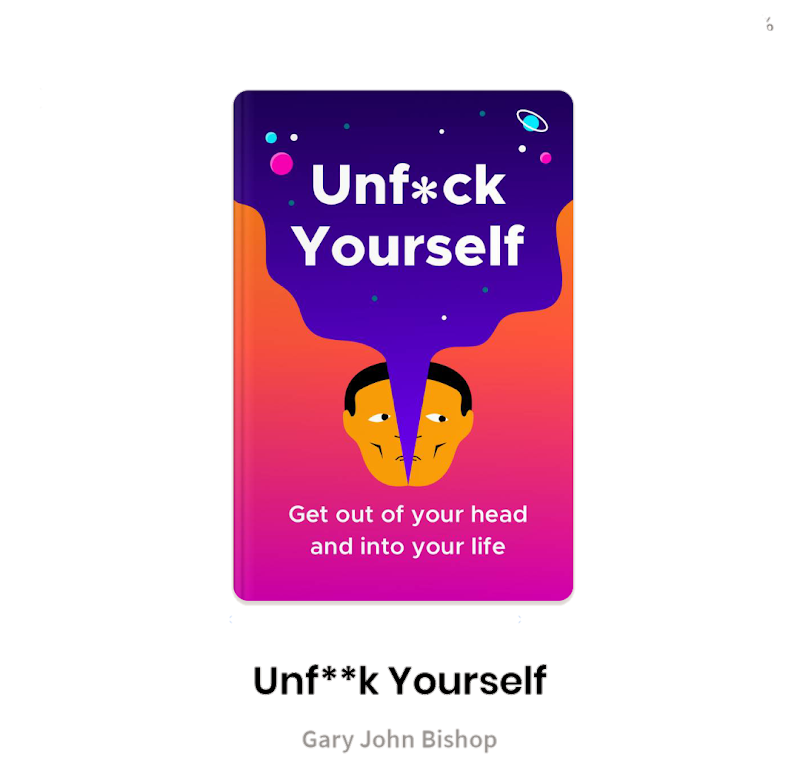 Unf*ck
Yourself
Get out of your head
and into your life
Unf**k Yourself
Gary John Bishop